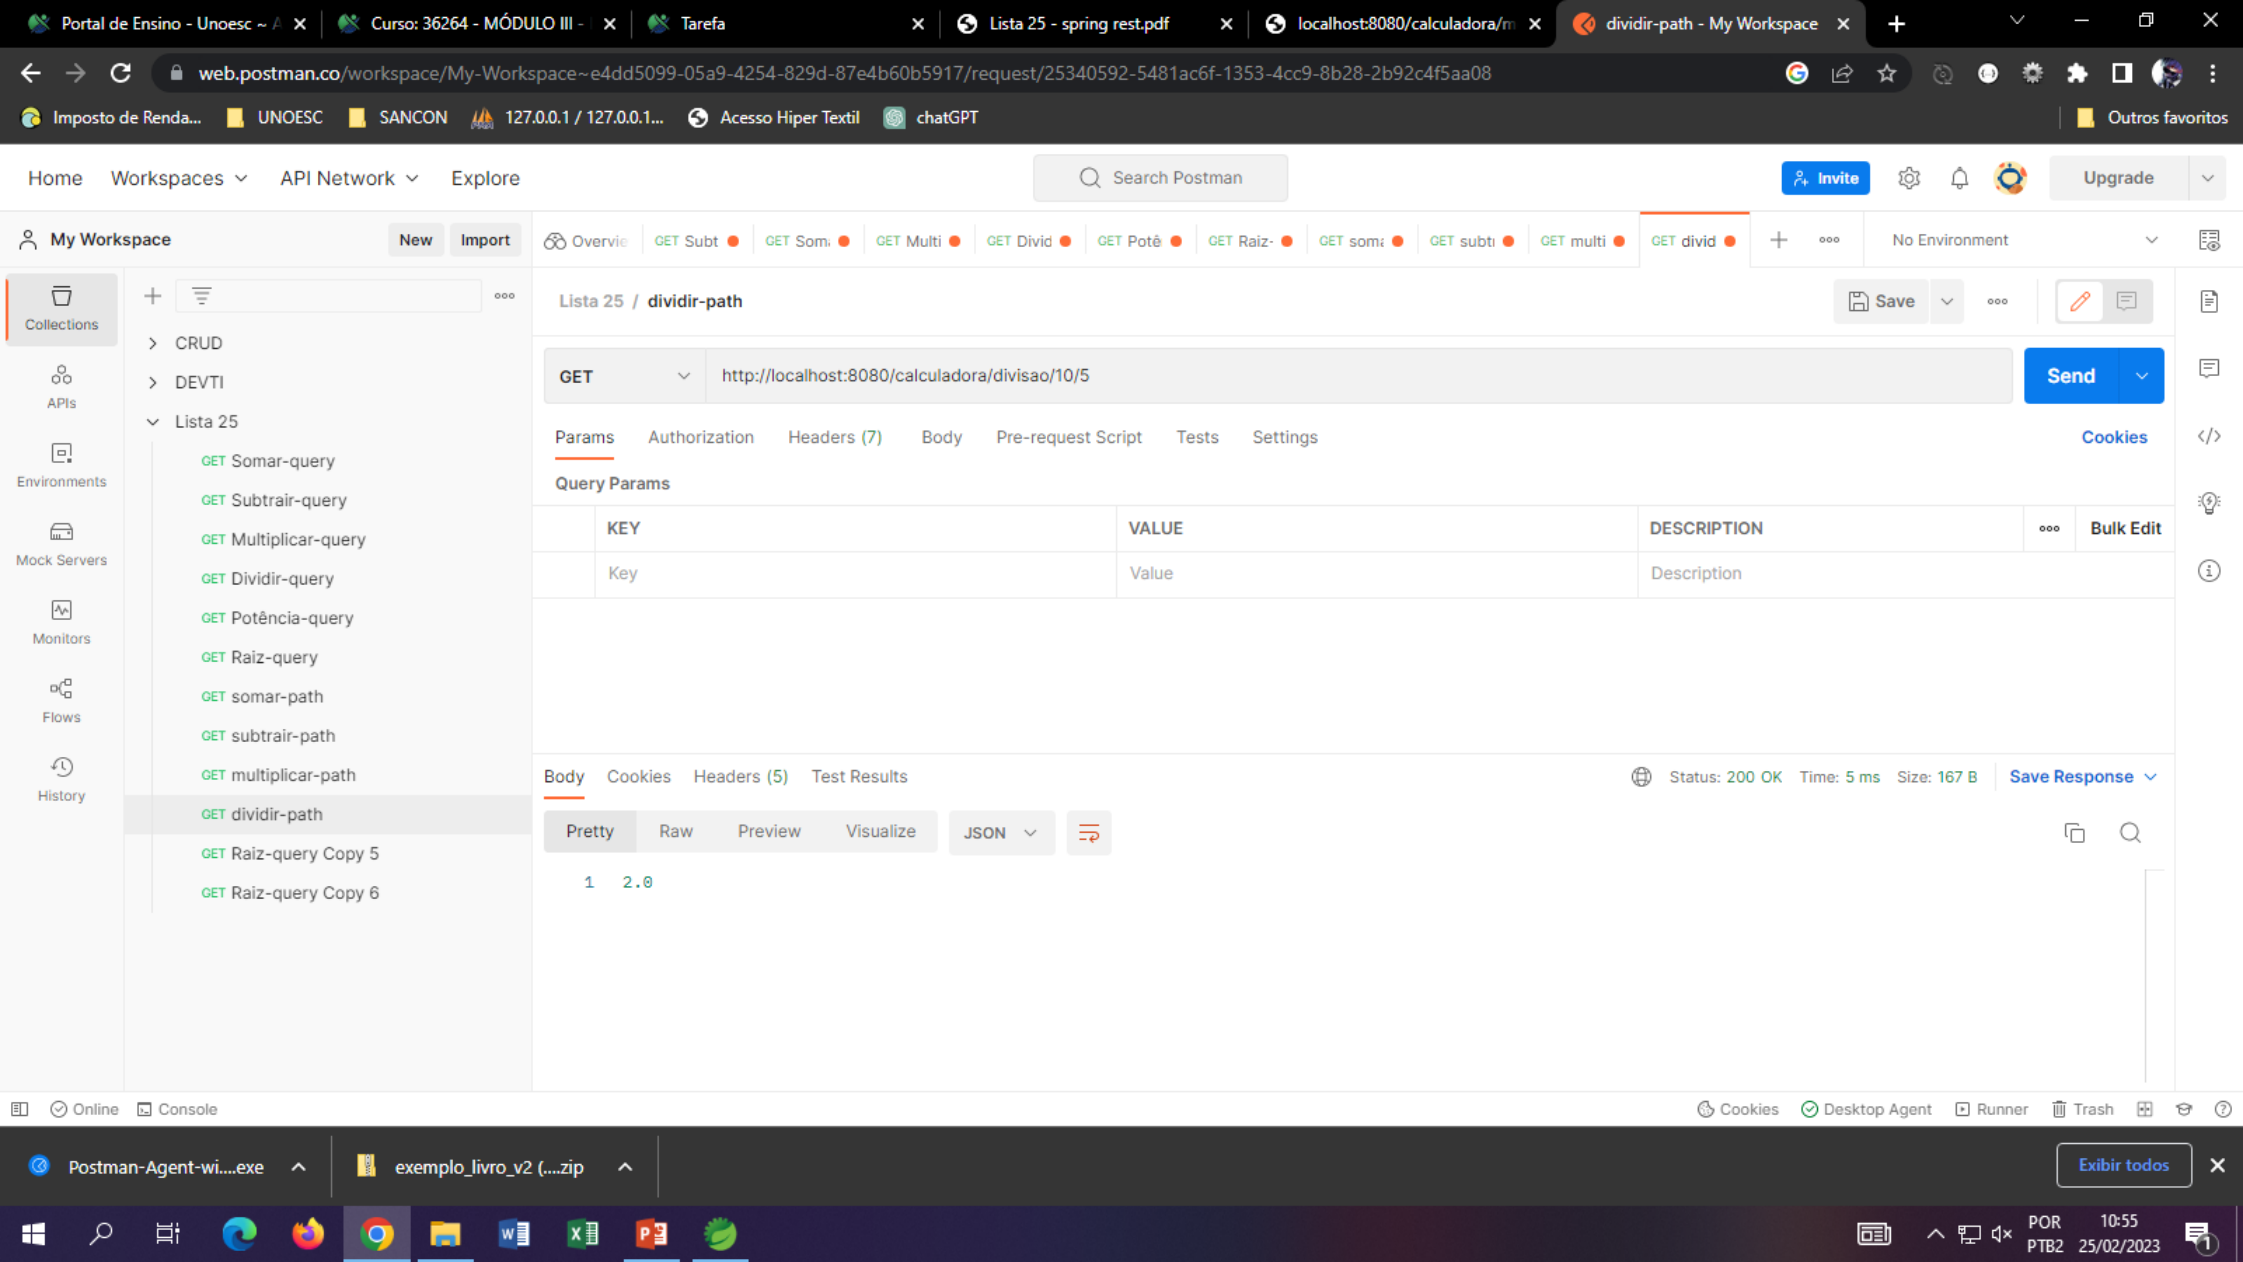 Portal de Ensino - Unoesc ~ A
Curso: 36264 - MÓDULO III -
Tarefa
Lista 25 - spring rest.pdf
localhost:8080/calculadora/m
dividir-path - My Workspace
web.postman.co/workspace/My-Workspace~e4dd5099-05a9-4254-829d-87e4b60b5917/request/25340592-5481ac6f-1353-4cc9-8b28-2b92c4f5aa08
Imposto de Renda... UNOESC SANCON 127.0.0.1 / 127.0.0.1... Acesso Hiper Textil chatGPT Outros favoritos
Home Workspaces API Network Explore Search Postman Invite Upgrade
My Workspace New Import
Overvie GET Subt GET Som GET Multi GET Divid GET Potê GET Raiz- GET soma GET subtr GET multi GET divid No Environment
Collections
APIs
Environments
Mock Servers
Monitors
Flows
History
CRUD
DEVTI
Lista 25
GET Somar-query
GET Subtrair-query
GET Multiplicar-query
GET Dividir-query
GET Potência-query
GET Raiz-query
GET somar-path
GET subtrair-path
GET multiplicar-path
GET dividir-path
GET Raiz-query Copy 5
GET Raiz-query Copy 6
Lista 25 / dividir-path Save
GET http://localhost:8080/calculadora/divisao/10/5 Send
Params Authorization Headers (7) Body Pre-request Script Tests Settings Cookies
Query Params
KEY VALUE DESCRIPTION Bulk Edit
Key Value Description
Body Cookies Headers (5) Test Results Status: 200 OK Time: 5 ms Size: 167 B Save Response
Pretty Raw Preview Visualize JSON
1 2.0
Online Console Cookies Desktop Agent Runner Trash
Postman-Agent-wi....exe exemplo_livro_v2 (....zip Exibir todos
POR 10:55
PTB2 25/02/2023 1